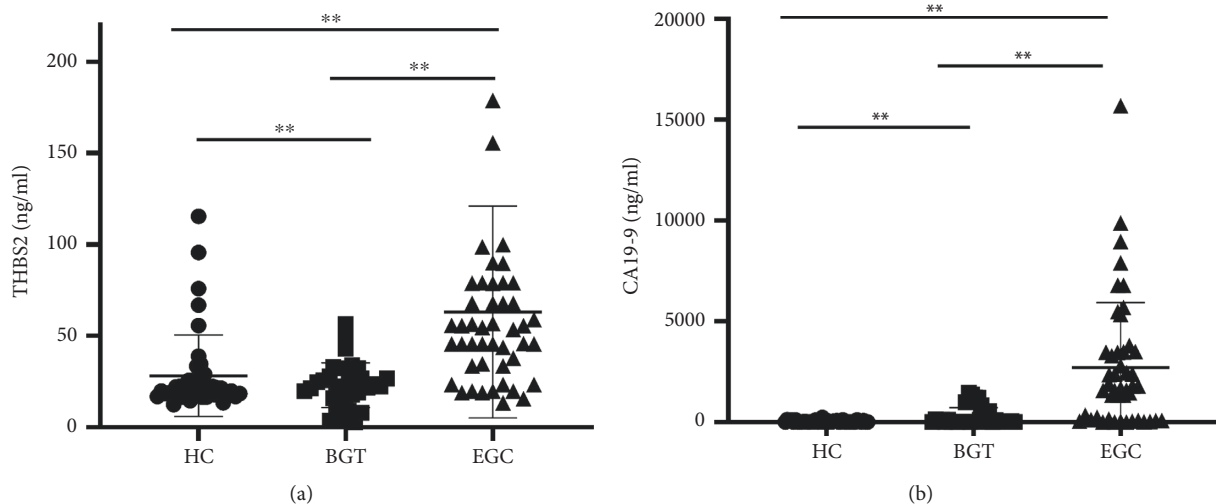 THBS2 (ng/ml)
200
150
100
50
0
**
**
**
HC
BGT
EGC
(a)
CA19-9 (ng/ml)
20000
15000
10000
5000
0
**
**
**
HC
BGT
EGC
(b)